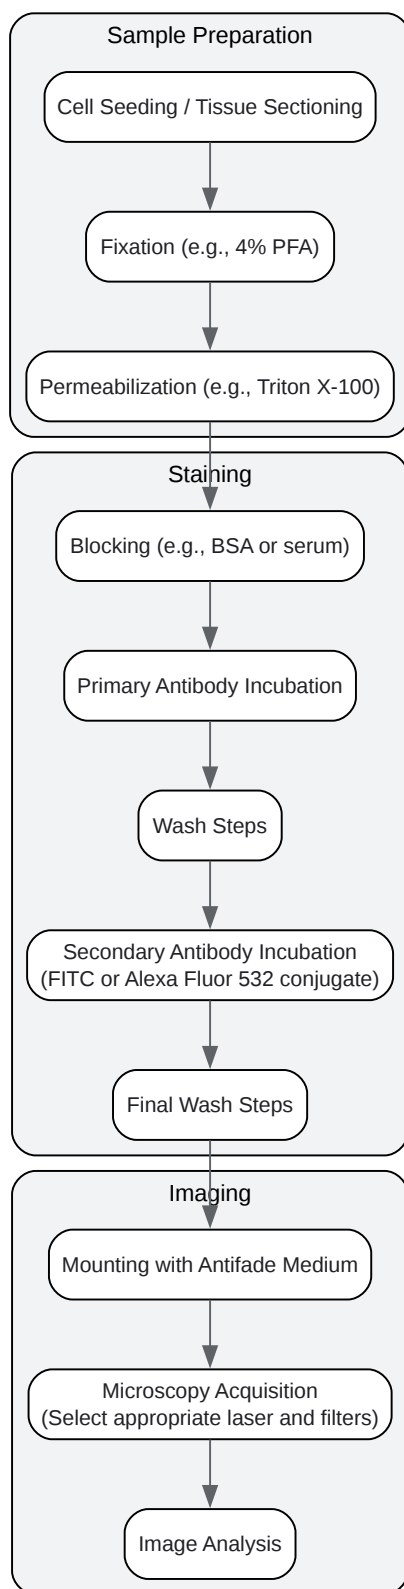 Sample Preparation
Cell Seeding / Tissue Sectioning
Fixation (e.g., 4% PFA)
Permeabilization (e.g., Triton X-100)
Staining
Blocking (e.g., BSA or serum)
Primary Antibody Incubation
Wash Steps
Secondary Antibody Incubation
(FITC or Alexa Fluor 532 conjugate)
Final Wash Steps
Imaging
Mounting with Antifade Medium
Microscopy Acquisition
(Select appropriate laser and filters)
Image Analysis